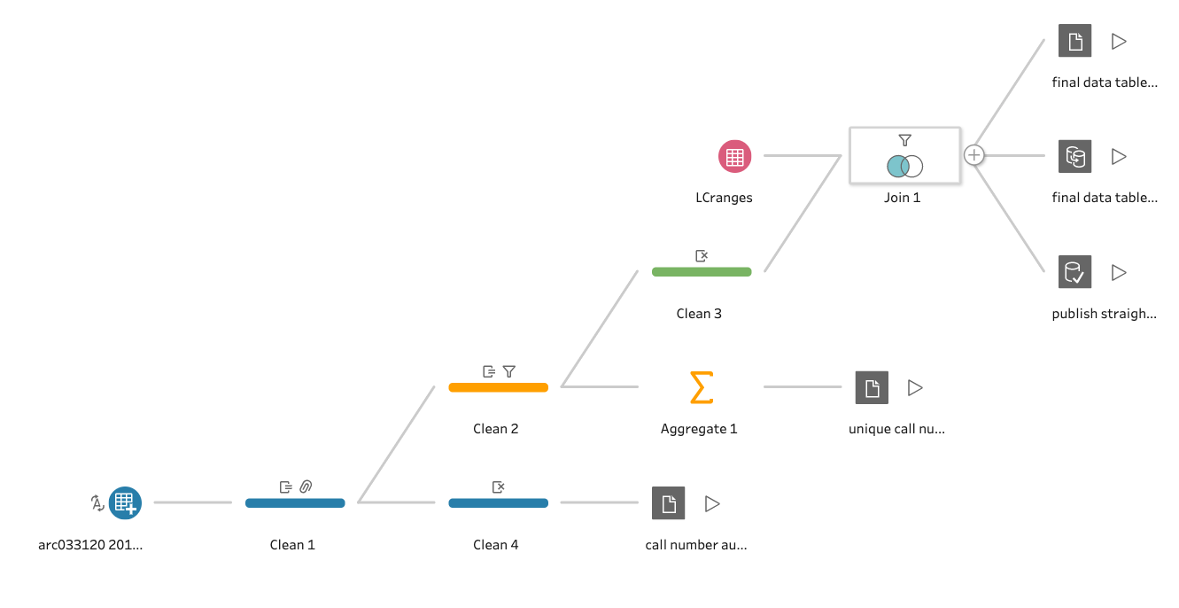 final data table...
LCranges
Join 1
final data table...
Clean 3
publish straigh...
Clean 2
Aggregate 1
unique call nu...
arc033120 201...
Clean 1
Clean 4
call number au...